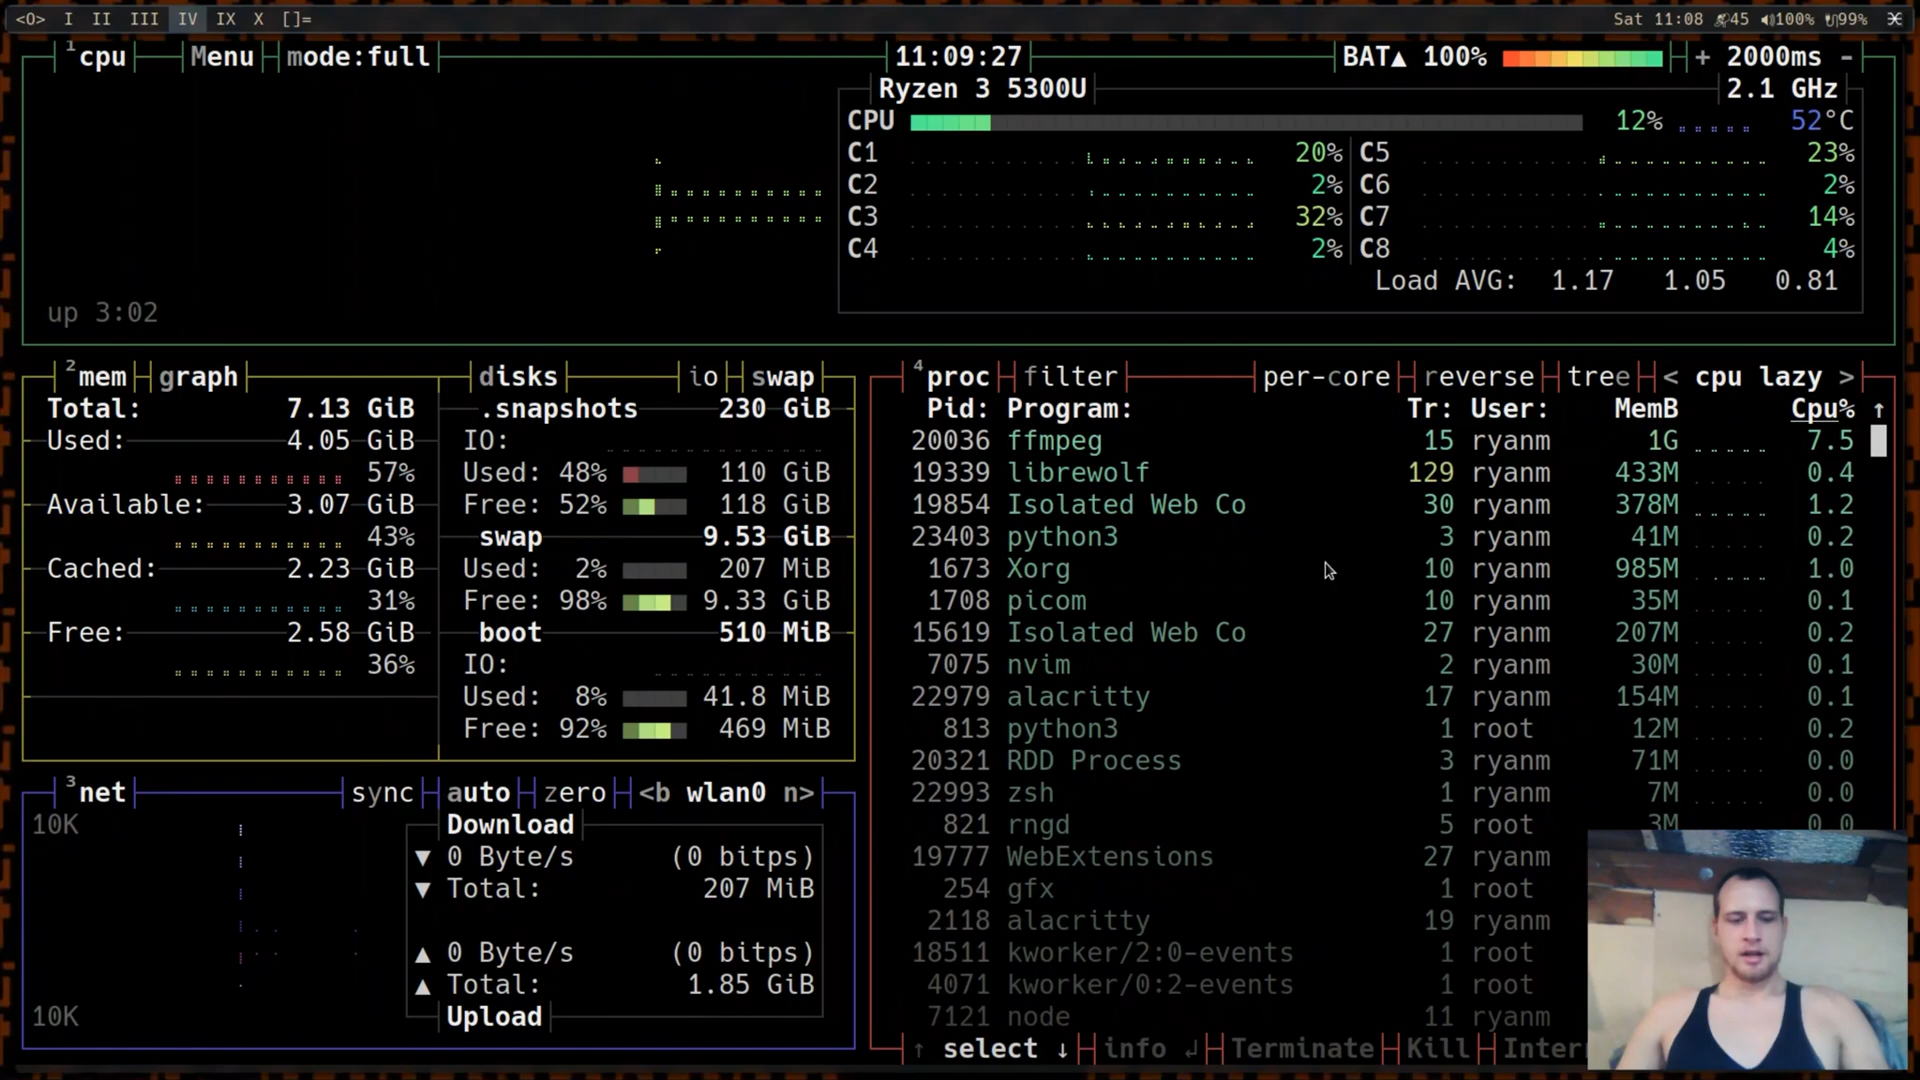 <O> I II III IV IX X []= Sat 11:08 45 100% 99%
¹cpu Menu mode:full 11:09:27 BAT▲ 100% + 2000ms -
Ryzen 3 5300U 2.1 GHz
CPU 12% 52°C
C1 20% C5 23%
C2 2% C6 2%
C3 32% C7 14%
C4 2% C8 4%
Load AVG: 1.17 1.05 0.81
up 3:02
²mem graph disks io swap
Total: 7.13 GiB
Used: 4.05 GiB
57%
Available: 3.07 GiB
43%
Cached: 2.23 GiB
31%
Free: 2.58 GiB
36%
.snapshots 230 GiB
IO:
Used: 48% 110 GiB
Free: 52% 118 GiB
swap 9.53 GiB
Used: 2% 207 MiB
Free: 98% 9.33 GiB
boot 510 MiB
IO:
Used: 8% 41.8 MiB
Free: 92% 469 MiB
³net sync auto zero <b wlan0 n>
10K
Download
▼ 0 Byte/s (0 bitps)
▼ Total: 207 MiB
▲ 0 Byte/s (0 bitps)
▲ Total: 1.85 GiB
10K
Upload
⁴proc filter per-core reverse tree < cpu lazy >
Pid: Program: Tr: User: MemB Cpu% ↑
20036 ffmpeg 15 ryanm 1G 7.5
19339 librewolf 129 ryanm 433M 0.4
19854 Isolated Web Co 30 ryanm 378M 1.2
23403 python3 3 ryanm 41M 0.2
1673 Xorg 10 ryanm 985M 1.0
1708 picom 10 ryanm 35M 0.1
15619 Isolated Web Co 27 ryanm 207M 0.2
7075 nvim 2 ryanm 30M 0.1
22979 alacritty 17 ryanm 154M 0.1
813 python3 1 root 12M 0.2
20321 RDD Process 3 ryanm 71M 0.0
22993 zsh 1 ryanm 7M 0.0
821 rngd 5 root 3M 0.0
19777 WebExtensions 27 ryanm
254 gfx 1 root
2118 alacritty 19 ryanm
18511 kworker/2:0-events 1 root
4071 kworker/0:2-events 1 root
7121 node 11 ryanm
↑ select ↓ info ↲ Terminate Kill